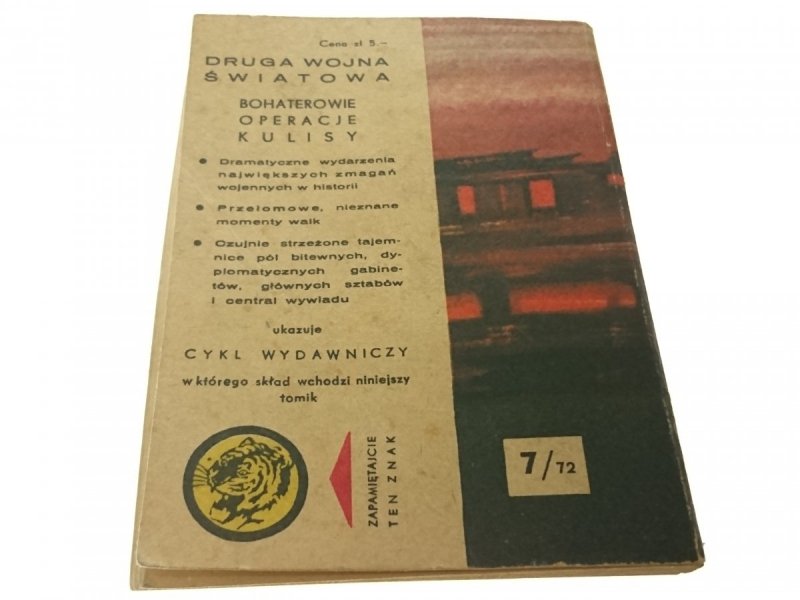 Cena zł 5.–
DRUGA WOJNA
ŚWIATOWA
BOHATEROWIE
OPERACJE
KULISY
• Dramatyczne wydarzenia
największych zmagań
wojennych w historii
• Przełomowe, nieznane
momenty walk
• Czujnie strzeżone tajem-
nice pól bitewnych, dy-
plomatycznych gabine-
tów, głównych sztabów
i central wywiadu
ukazuje
CYKL WYDAWNICZY
w którego skład wchodzi niniejszy
tomik
ZAPAMIĘTAJCIE
TEN ZNAK
7/72